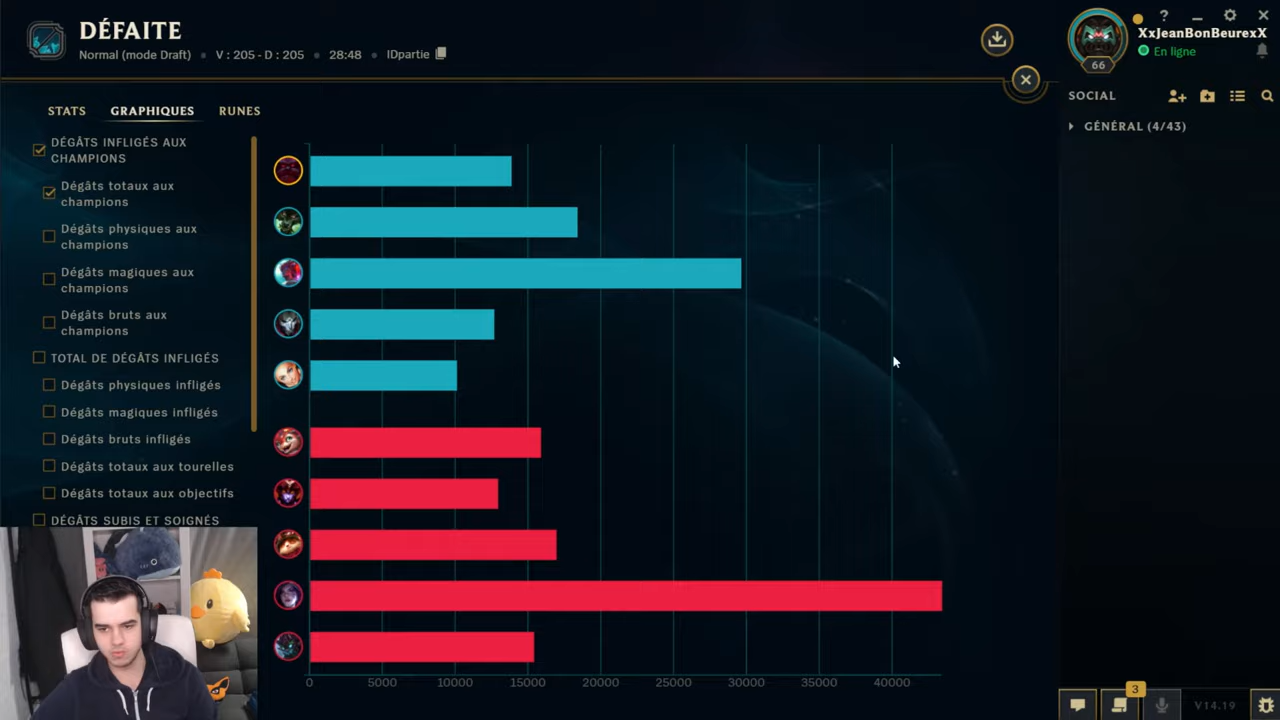 DÉFAITE
Normal (mode Draft) V : 205 - D : 205 28:48 IDpartie
XxJeanBonBeurexX
En ligne
66
SOCIAL
GÉNÉRAL (4/43)
STATS GRAPHIQUES RUNES
DÉGÂTS INFLIGÉS AUX
CHAMPIONS
Dégâts totaux aux
champions
Dégâts physiques aux
champions
Dégâts magiques aux
champions
Dégâts bruts aux
champions
TOTAL DE DÉGÂTS INFLIGÉS
Dégâts physiques infligés
Dégâts magiques infligés
Dégâts bruts infligés
Dégâts totaux aux tourelles
Dégâts totaux aux objectifs
DÉGÂTS SUBIS ET SOIGNÉS
0 5000 10000 15000 20000 25000 30000 35000 40000
3
V14.19